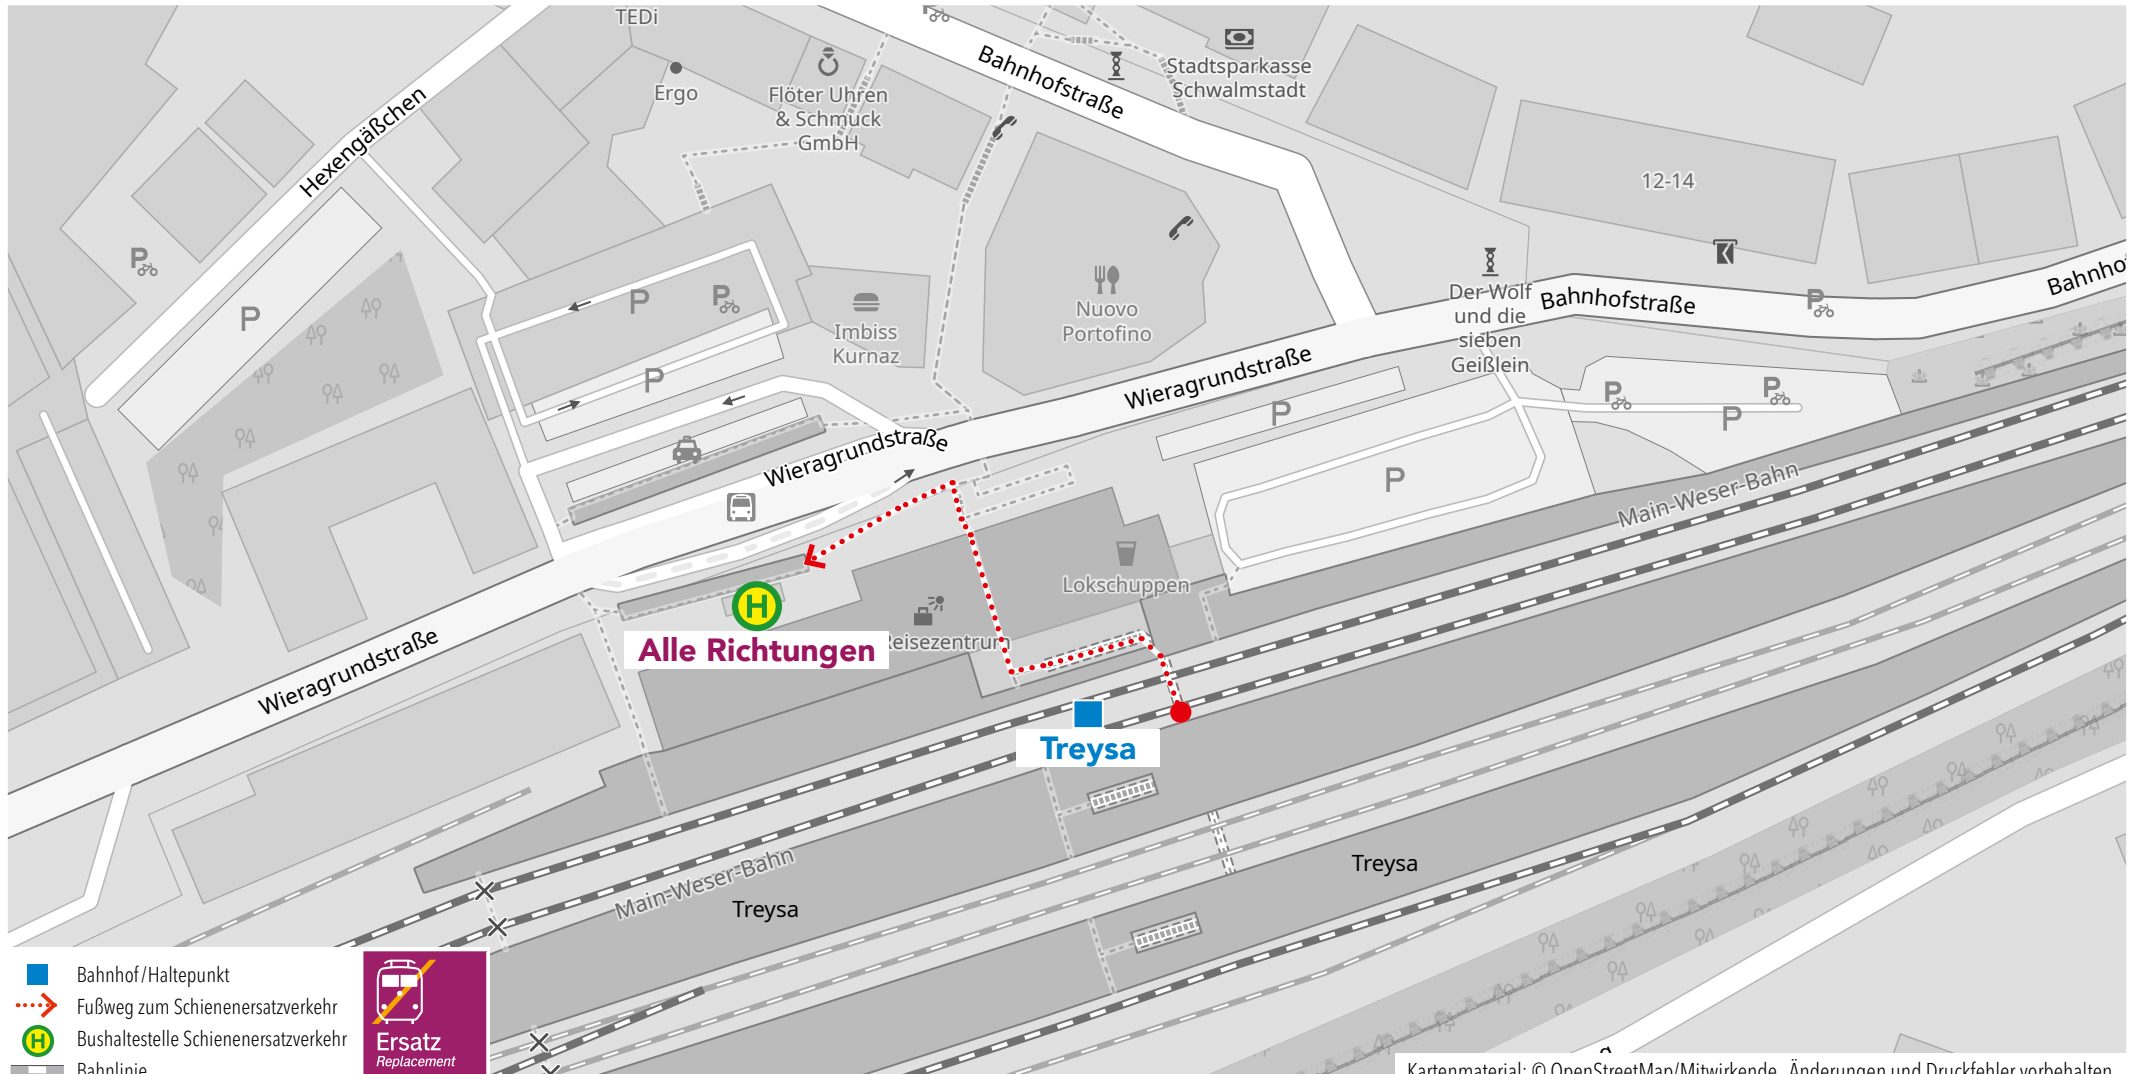 TEDi
Ergo
Flöter Uhren
& Schmuck
GmbH
Bahnhofstraße
Stadtsparkasse
Schwalmstadt
Hexengäßchen
12-14
P
P
P
P
P
Imbiss
Kurnaz
Nuovo
Portofino
Der Wolf
und die
sieben
Geißlein
Bahnhofstraße
P
Bahnho
Wieragrundstraße
P
P
P
P
P
P
Wieragrundstraße
Main-Weser-Bahn
Lokschuppen
H
Alle Richtungen
Reisezentrum
Wieragrundstraße
Treysa
Main-Weser-Bahn
Treysa
Treysa
Bahnhof/Haltepunkt
Fußweg zum Schienenersatzverkehr
H Bushaltestelle Schienenersatzverkehr
Bahnlinie
Ersatz
Replacement
Kartenmaterial: © OpenStreetMap/Mitwirkende, Änderungen und Druckfehler vorbehalten